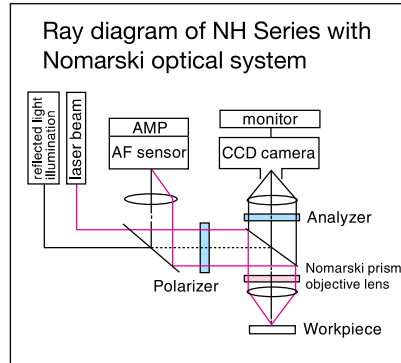 Ray diagram of NH Series with
Nomarski optical system
reflected light
illumination
laser beam
AMP
AF sensor
monitor
CCD camera
Analyzer
Polarizer
Nomarski prism
objective lens
Workpiece